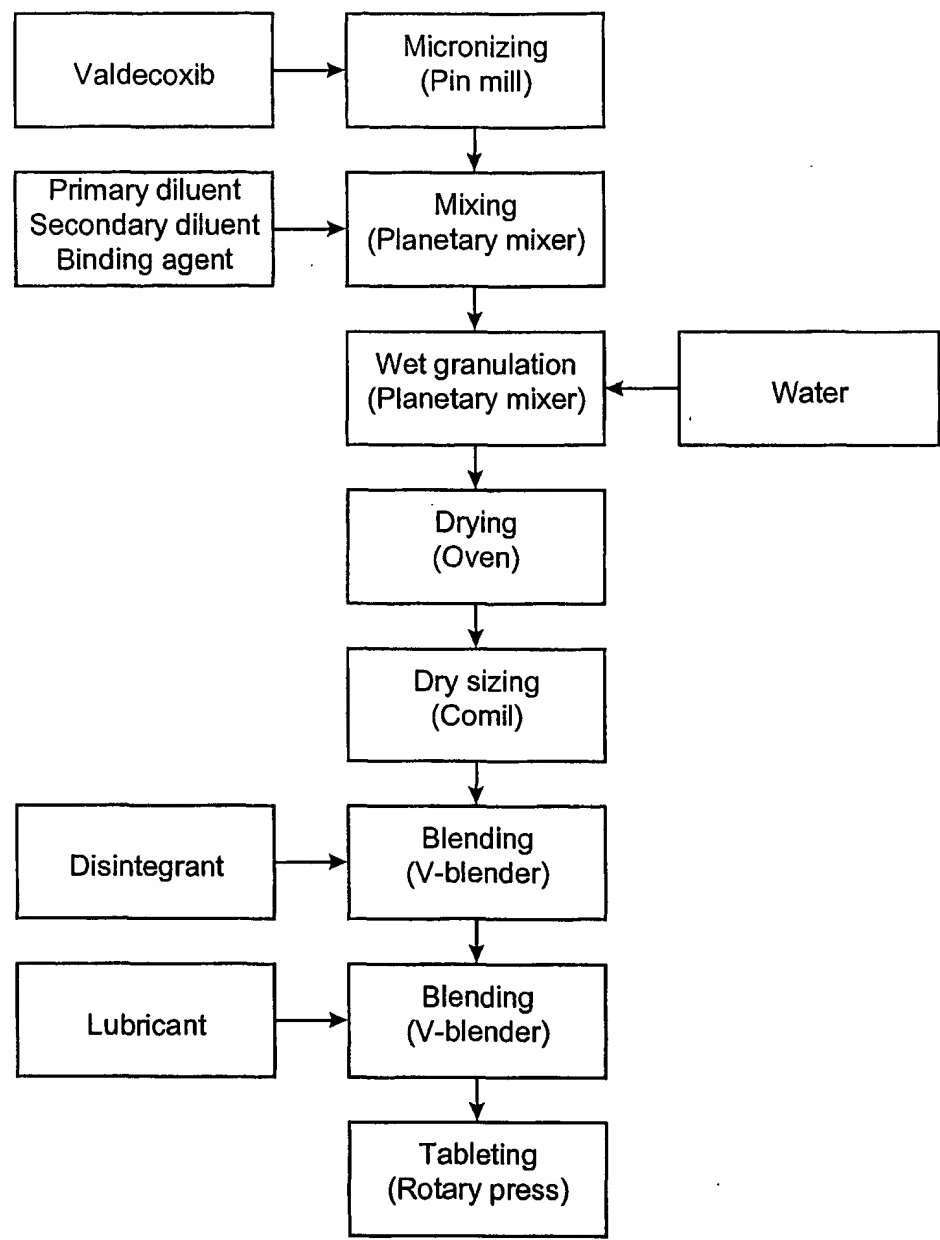 Valdecoxib
Micronizing
(Pin mill)
Primary diluent
Secondary diluent
Binding agent
Mixing
(Planetary mixer)
Wet granulation
(Planetary mixer)
Water
Drying
(Oven)
Dry sizing
(Comil)
Disintegrant
Blending
(V-blender)
Lubricant
Blending
(V-blender)
Tableting
(Rotary press)